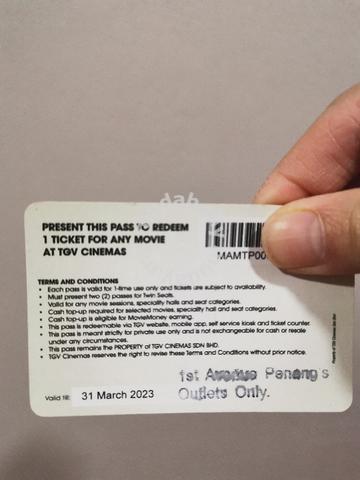 PRESENT THIS PASS TO REDEEM
1 TICKET FOR ANY MOVIE
AT TGV CINEMAS
MAMTP00
TERMS AND CONDITIONS
• Each pass is valid for 1-time use only and tickets are subject to availability.
• Must present two (2) passes for Twin Seats.
• Valid for any movie sessions, speciality halls and seat categories.
• Cash top-up required for selected movies, speciality hall and seat categories.
• Cash top-up is eligible for MovieMoney earning.
• This pass is redeemable via TGV website, mobile app, self service kiosk and ticket counter.
• This pass is meant strictly for private use only and is not exchangeable for cash or resale
under any circumstances.
• This pass remains the PROPERTY of TGV CINEMAS SDN BHD.
• TGV Cinemas reserves the right to revise these Terms and Conditions without prior notice.
Valid till: 31 March 2023
1st Avenue Penang s
Outlets Only.